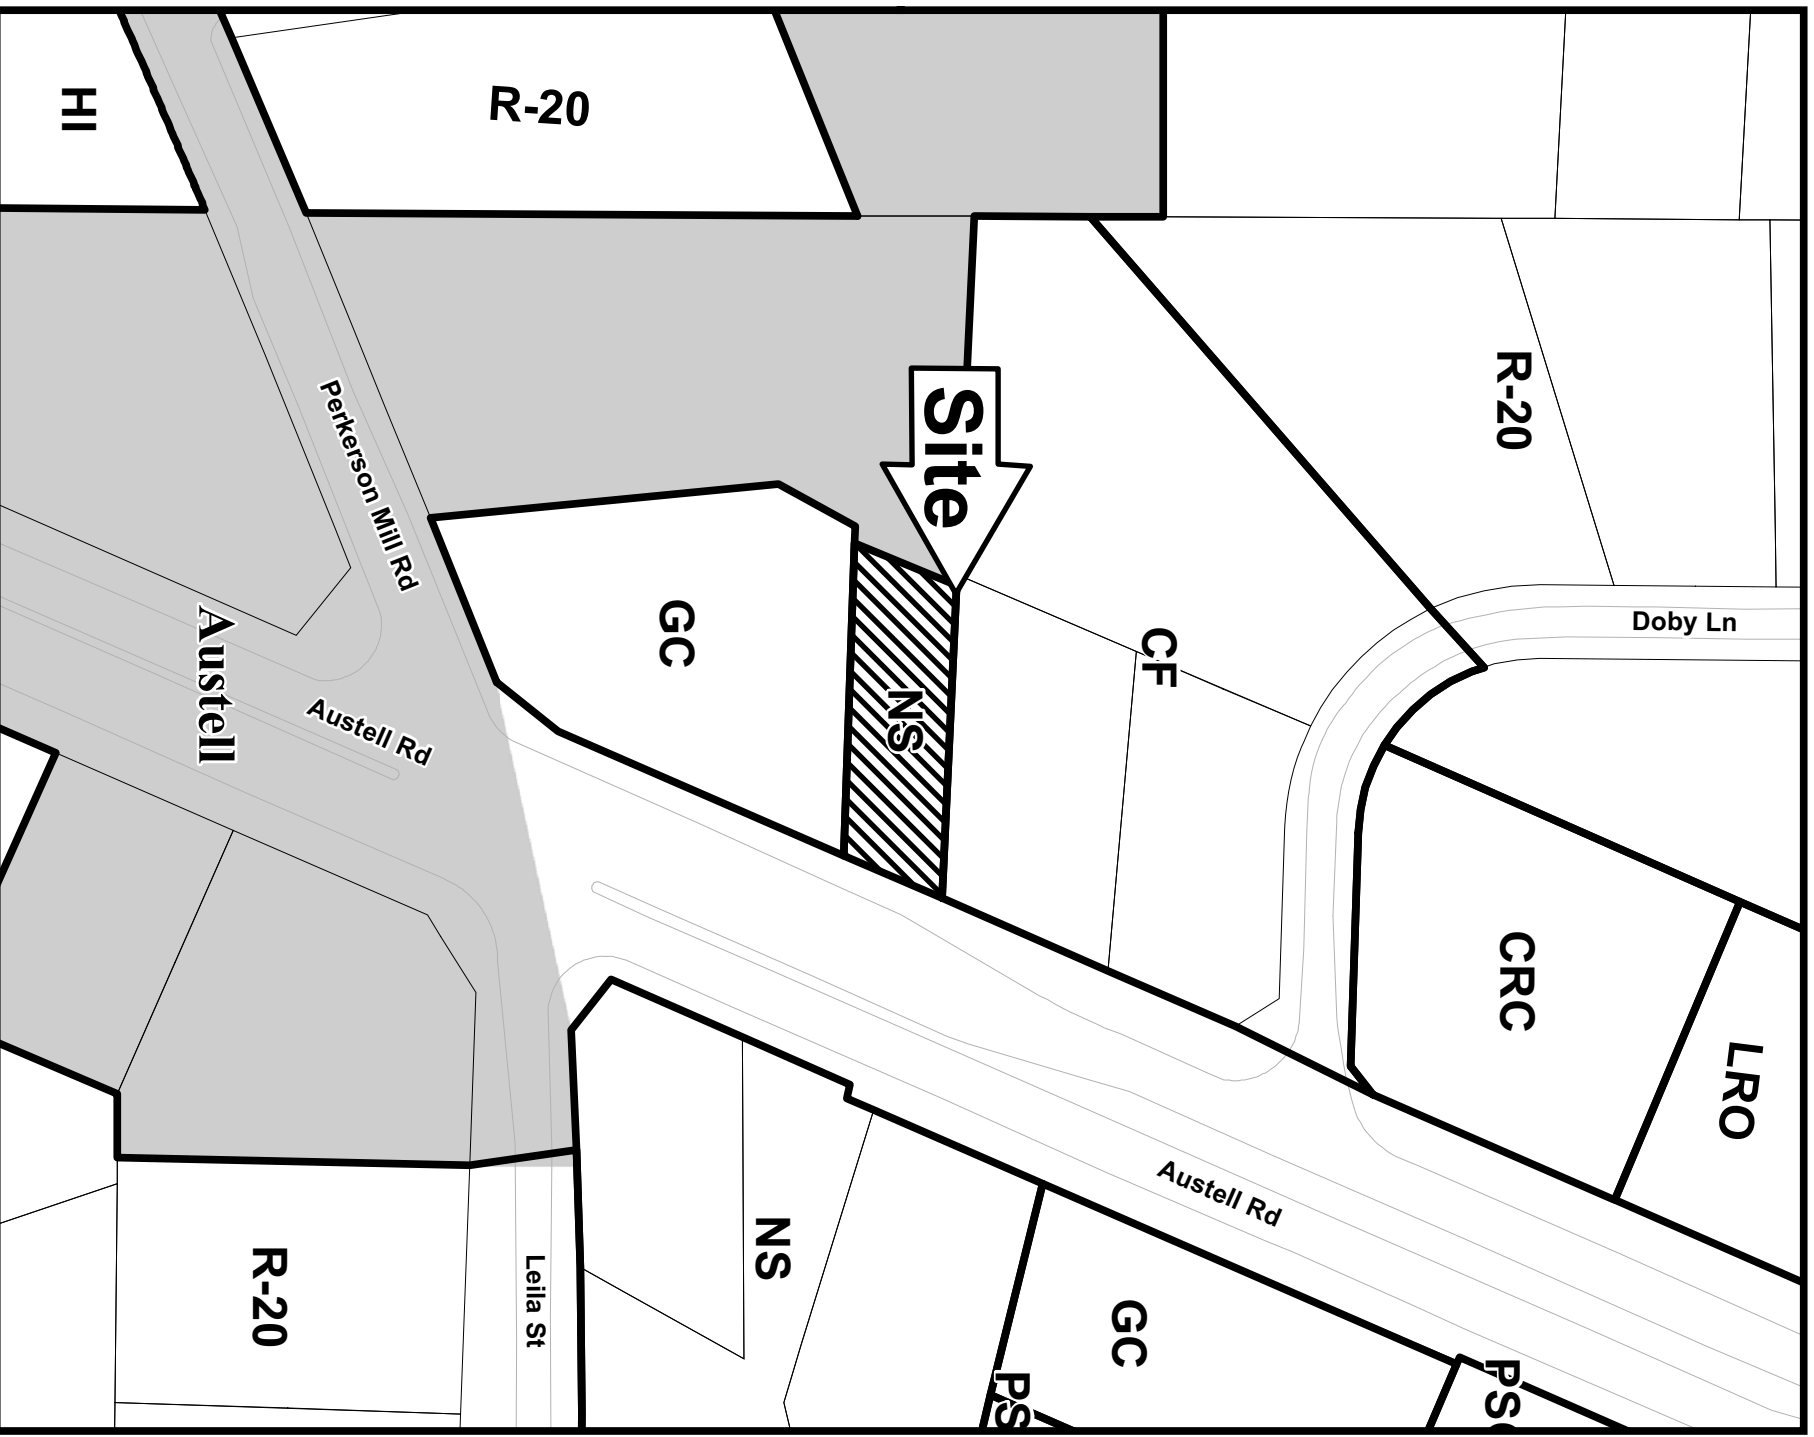 HI
R-20
R-20
Site
Perkerson Mill Rd
GC
Doby Ln
CF
NS
Austell
Austell Rd
CRC
LRO
Austell Rd
NS
R-20
Leila St
GC
PS